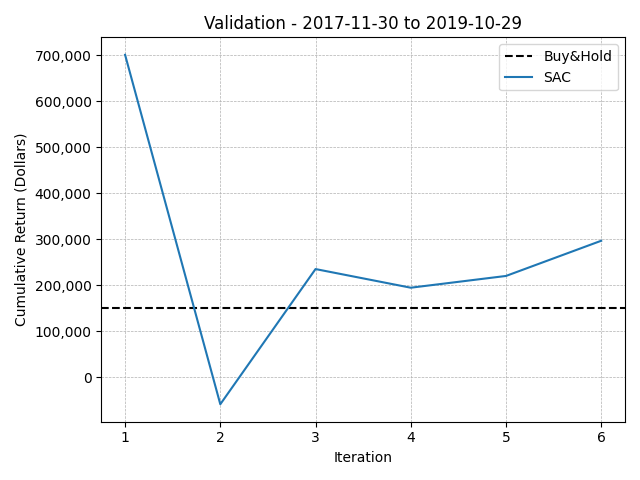 Validation - 2017-11-30 to 2019-10-29
Buy&Hold
SAC
Cumulative Return (Dollars)
700,000
600,000
500,000
400,000
300,000
200,000
100,000
0
1 2 3 4 5 6
Iteration